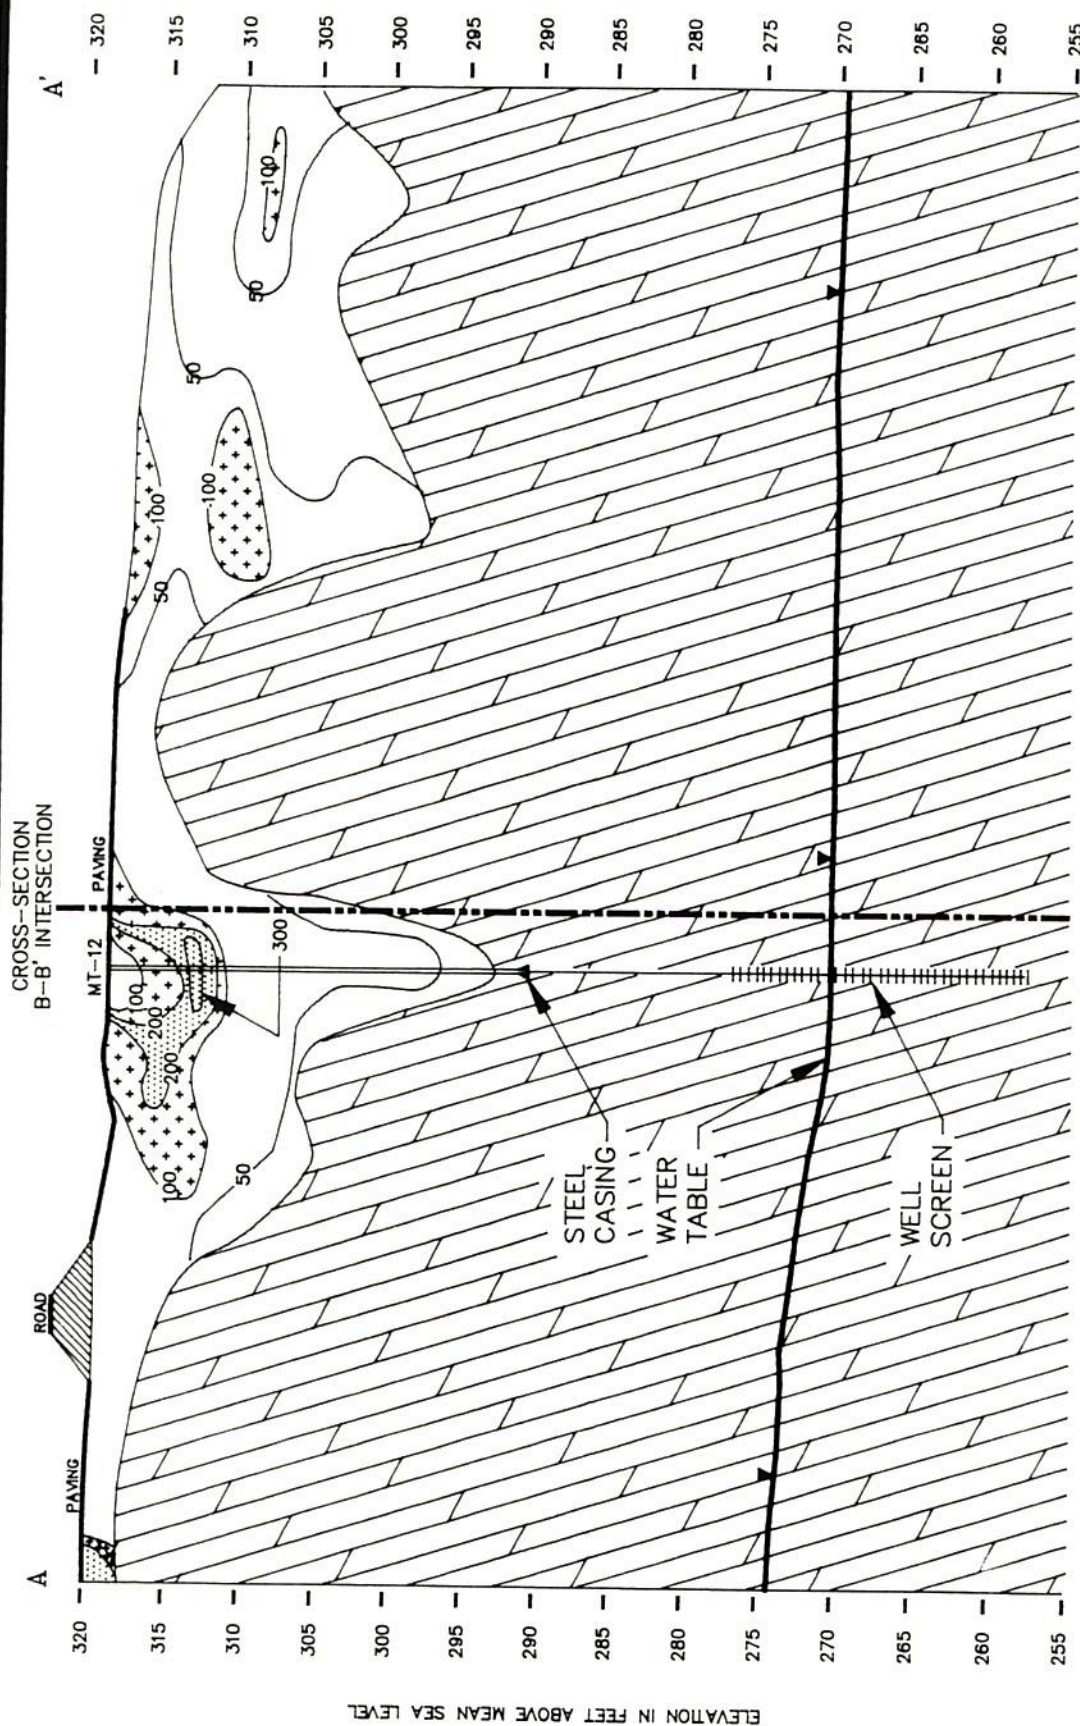 CROSS-SECTION
B-B' INTERSECTION
A
A'
PAVING
ROAD
MT-12
PAVING
320
315
310
305
300
295
290
285
280
275
270
265
260
255
320
315
310
305
300
295
290
285
280
275
270
265
260
255
ELEVATION IN FEET ABOVE MEAN SEA LEVEL
100
50
200
200
100
300
50
100
100
50
50
100
STEEL
CASING
WATER
TABLE
WELL
SCREEN